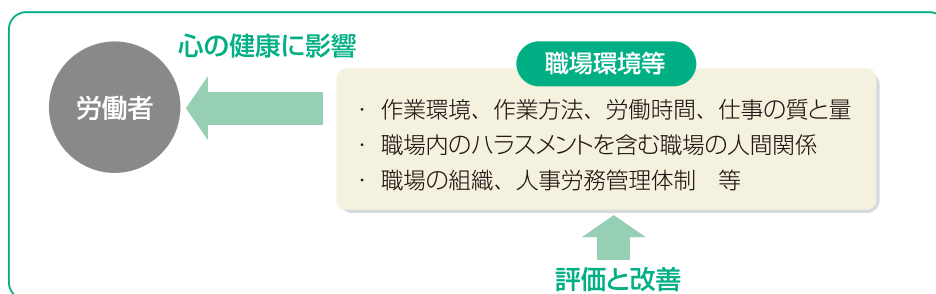 心の健康に影響
職場環境等
労働者
・ 作業環境、作業方法、労働時間、仕事の質と量
・ 職場内のハラスメントを含む職場の人間関係
・ 職場の組織、人事労務管理体制　等
評価と改善